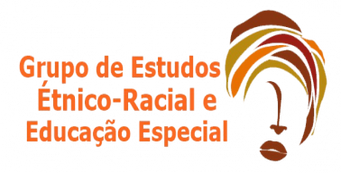 Grupo de Estudos
Étnico-Racial e
Educação Especial